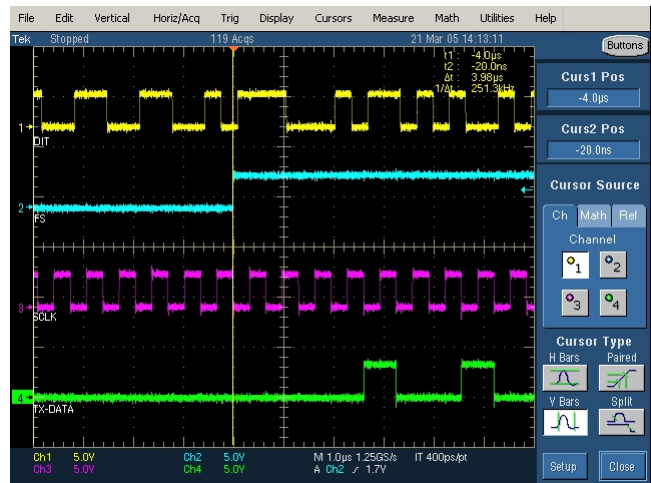 File Edit Vertical Horiz/Acq Trig Display Cursors Measure Math Utilities Help
Tek Stopped 119 Acqs 21 Mar 05 14:13:11
Buttons
t1: -4.0µs
t2: -20.0ns
Δt: 3.98µs
1/Δt: 251.3kHz
Curs1 Pos
-4.0µs
Curs2 Pos
-20.0ns
Cursor Source
Ch Math Ref
Channel
1 2
3 4
Cursor Type
H Bars Paired
V Bars Split
Setup Close
1
DIT
2
FS
3
SCLK
4
TX-DATA
Ch1 5.0V Ch2 5.0V M 1.0µs 1.25GS/s IT 400ps/pt
Ch3 5.0V Ch4 5.0V A Ch2 / 1.7V